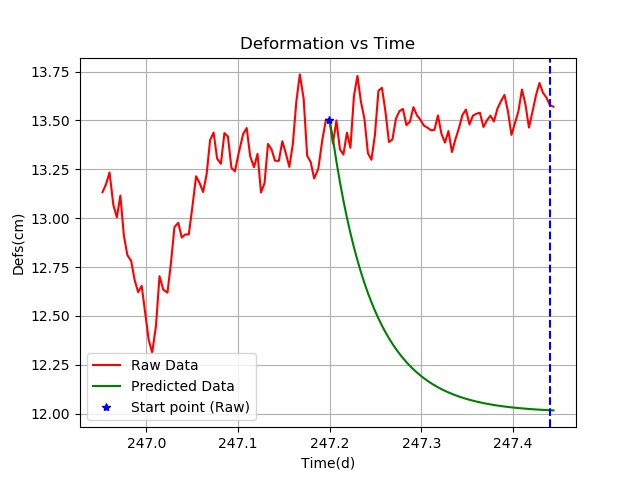 Deformation vs Time
Defs(cm)
13.75
13.50
13.25
13.00
12.75
12.50
12.25
12.00
Raw Data
Predicted Data
Start point (Raw)
247.0 247.1 247.2 247.3 247.4
Time(d)